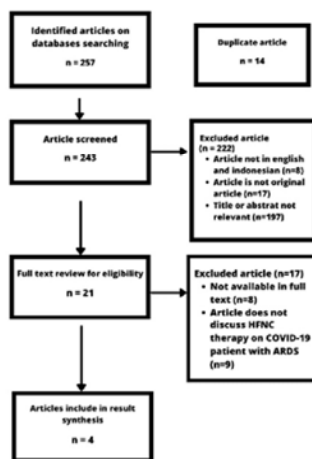 Identified articles on
databases searching
n = 257
Duplicate article
n = 14
Article screened
n = 243
Excluded article
(n = 222)
• Article not in english
and indonesian (n=8)
• Article is not original
article (n=17)
• Title or abstrat not
relevant (n=197)
Full text review for eligibility
n = 21
Excluded article (n=17)
• Not available in full
text (n=8)
• Article does not
discuss HFNC
therapy on COVID-19
patient with ARDS
(n=9)
Articles include in result
synthesis
n = 4